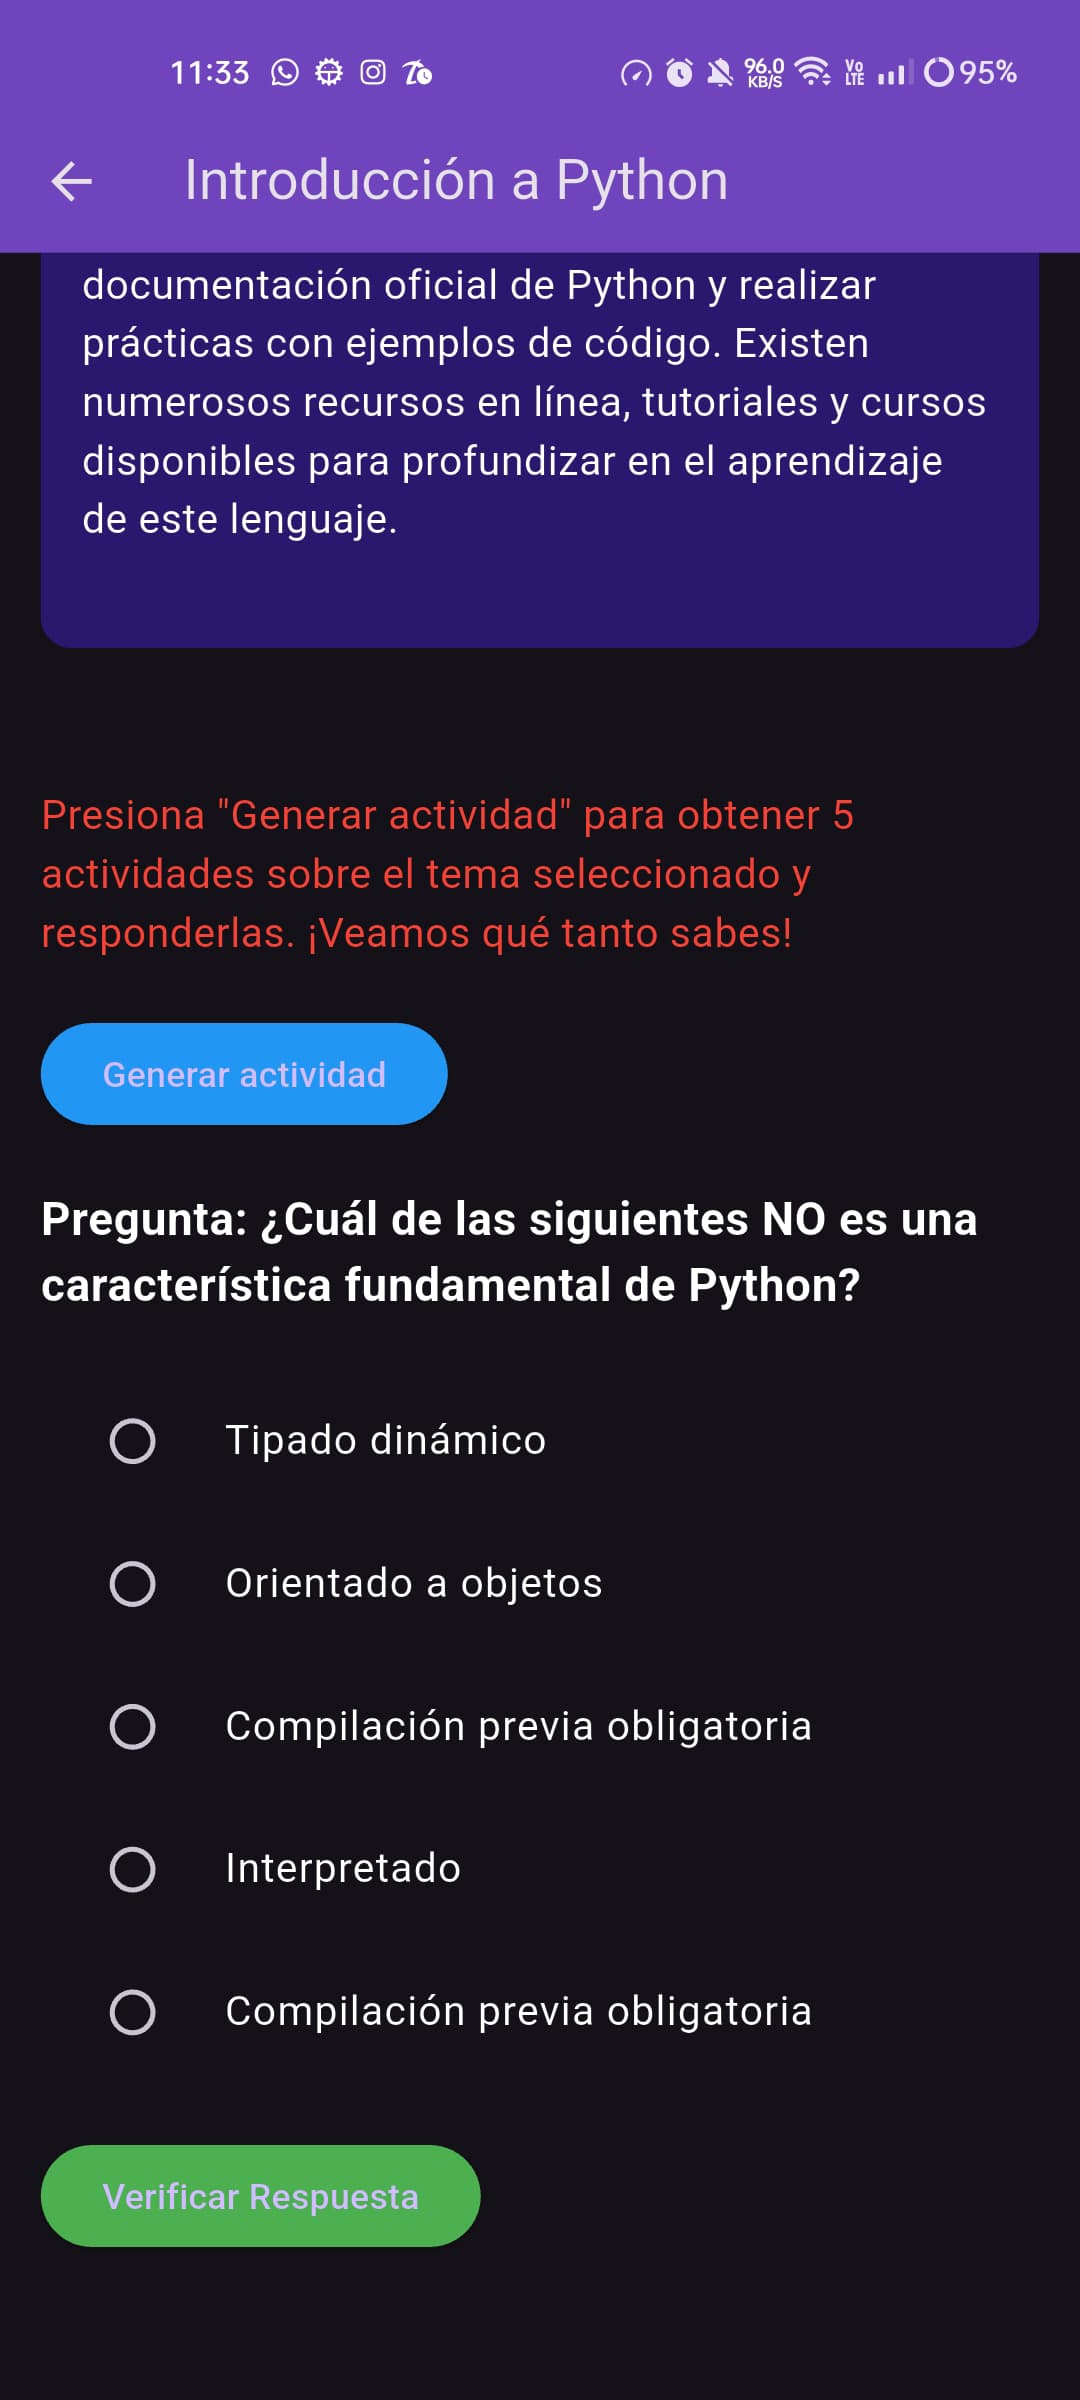 11:33 96.0 KB/S Vo LTE 95%
Introducción a Python
documentación oficial de Python y realizar
prácticas con ejemplos de código. Existen
numerosos recursos en línea, tutoriales y cursos
disponibles para profundizar en el aprendizaje
de este lenguaje.
Presiona "Generar actividad" para obtener 5
actividades sobre el tema seleccionado y
responderlas. ¡Veamos qué tanto sabes!
Generar actividad
Pregunta: ¿Cuál de las siguientes NO es una
característica fundamental de Python?
Tipado dinámico
Orientado a objetos
Compilación previa obligatoria
Interpretado
Compilación previa obligatoria
Verificar Respuesta